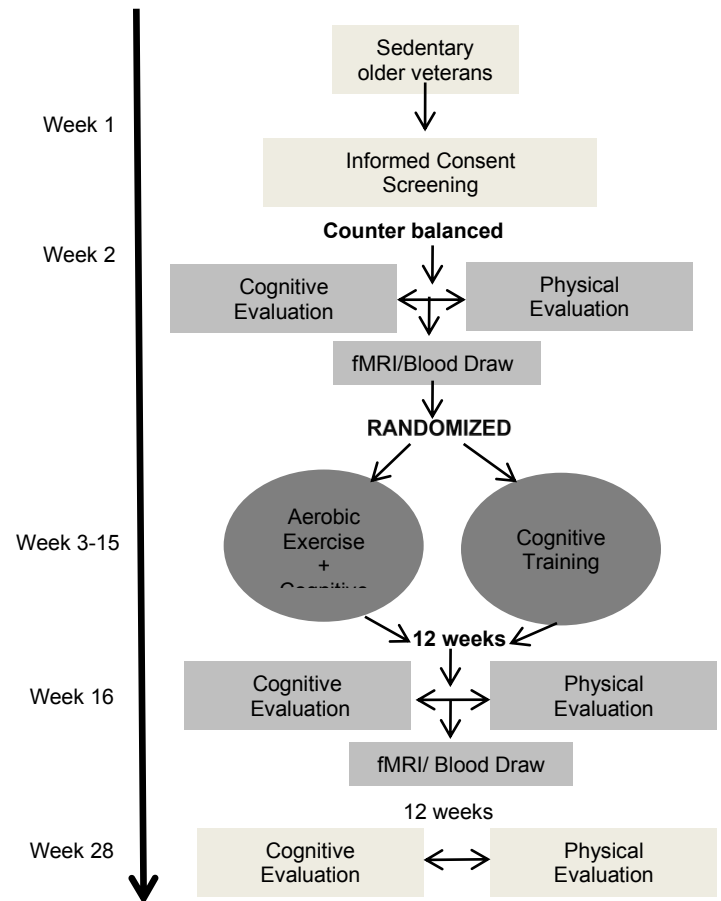 Sedentary
older veterans
Week 1
Informed Consent
Screening
Counter balanced
Week 2
Cognitive
Evaluation
Physical
Evaluation
fMRI/Blood Draw
RANDOMIZED
Week 3-15
Aerobic
Exercise
+
Cognitive
Training
12 weeks
Week 16
Cognitive
Evaluation
Physical
Evaluation
fMRI/ Blood Draw
12 weeks
Week 28
Cognitive
Evaluation
Physical
Evaluation